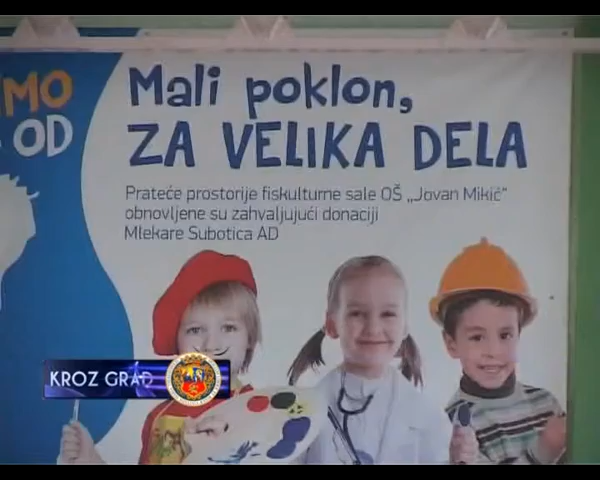 MO
OD
Mali poklon,
ZA VELIKA DELA
Prateće prostorije fiskulturne sale OŠ „Jovan Mikić“
obnovljene su zahvaljujući donaciji
Mlekare Subotica AD
KROZ GRAD